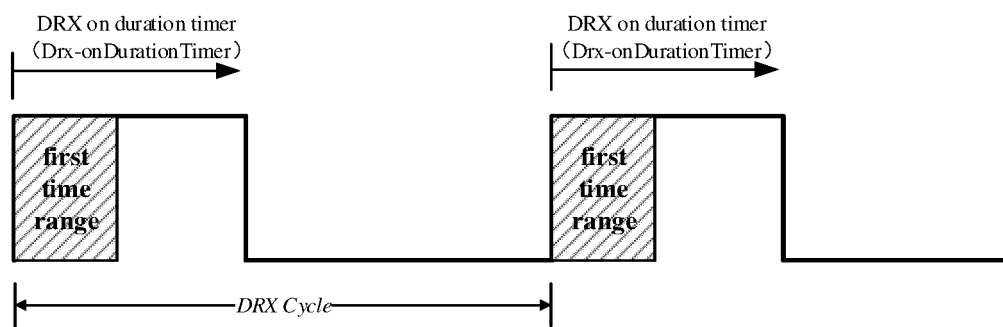 DRX on duration timer
（Drx-onDurationTimer）
DRX on duration timer
（Drx-onDurationTimer）
first
time
range
first
time
range
DRX Cycle